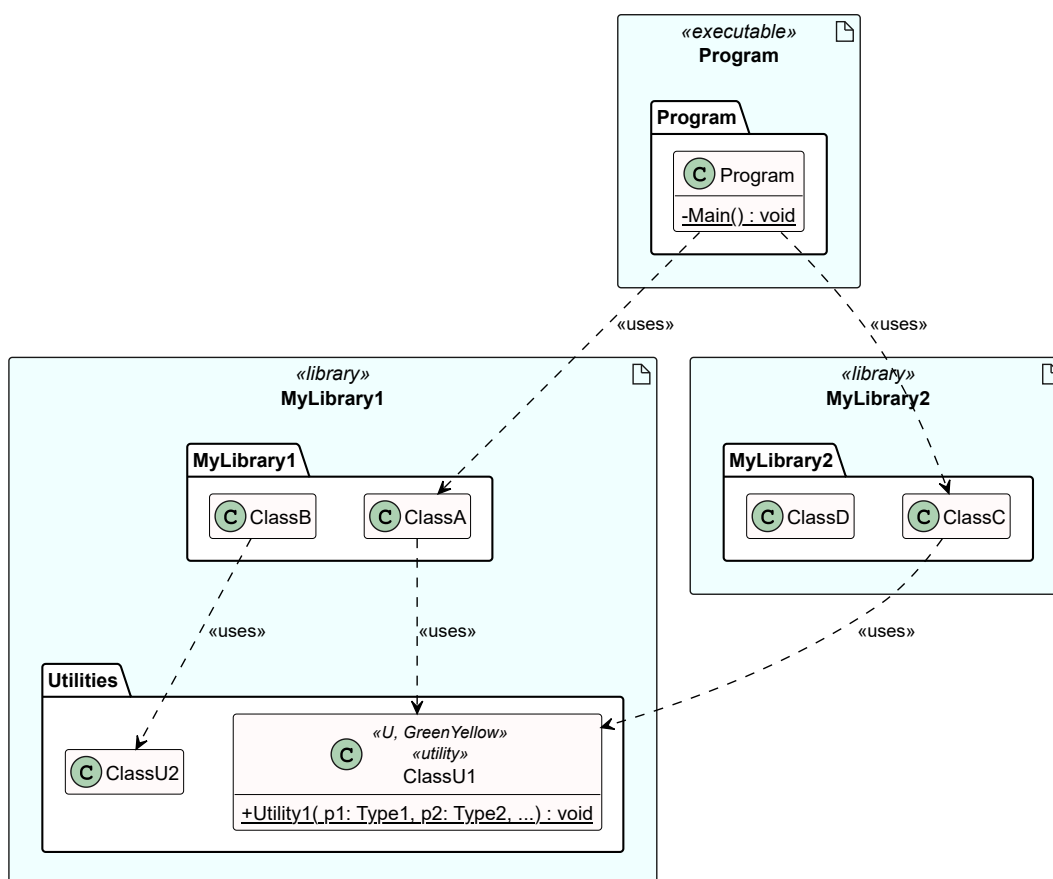 «executable»
Program
Program
C Program
-Main() : void
«uses»
«uses»
«library»
MyLibrary1
MyLibrary1
C ClassB
C ClassA
«library»
MyLibrary2
MyLibrary2
C ClassD
C ClassC
«uses»
«uses»
«uses»
Utilities
C ClassU2
«U, GreenYellow»
C «utility»
ClassU1
+Utility1( p1: Type1, p2: Type2, ...) : void